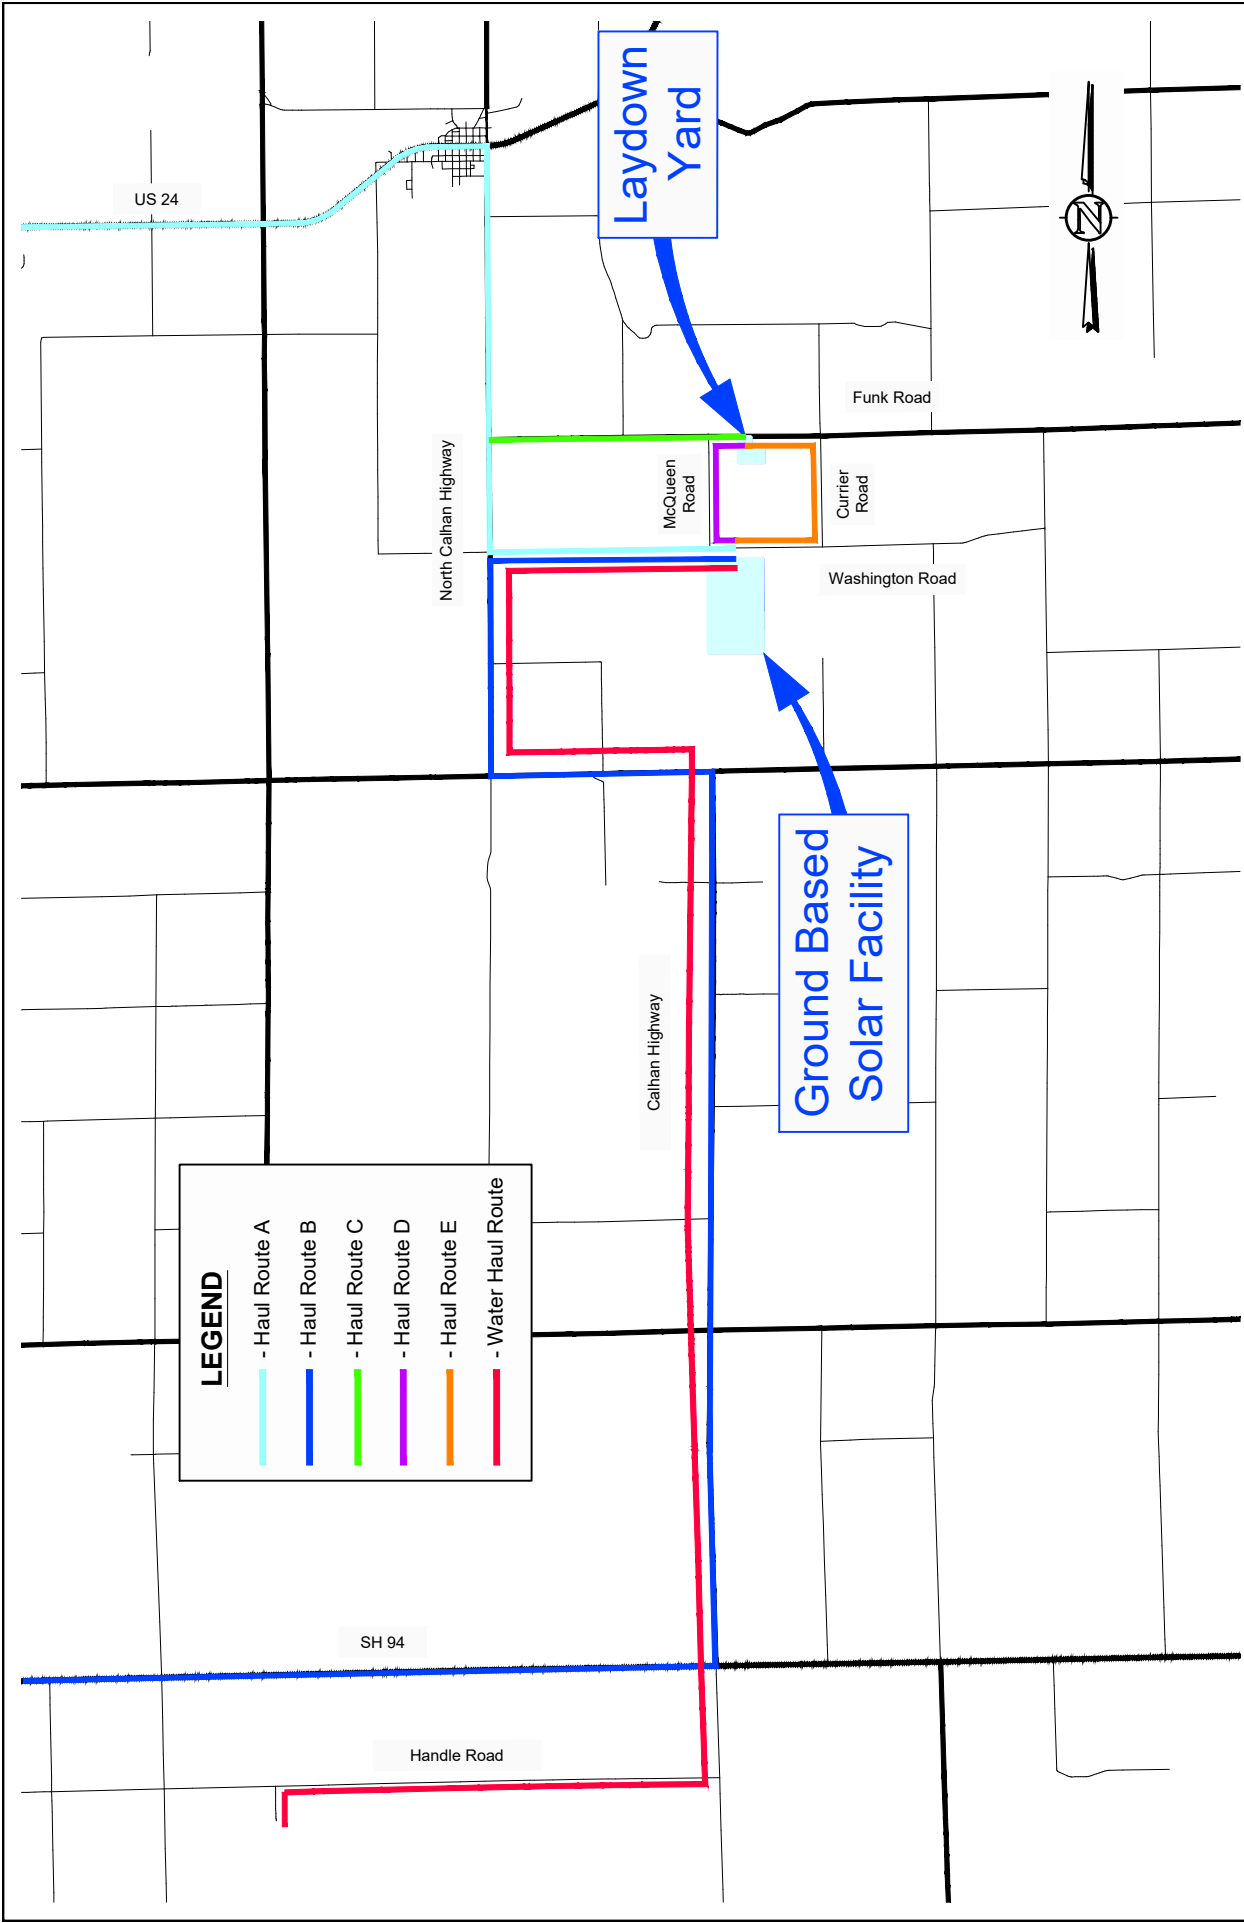 US 24
Laydown
Yard
N
Funk Road
North Calhan Highway
McQueen
Road
Currier
Road
Washington Road
Ground Based
Solar Facility
Calhan Highway
LEGEND
- Haul Route A
- Haul Route B
- Haul Route C
- Haul Route D
- Haul Route E
- Water Haul Route
SH 94
Handle Road